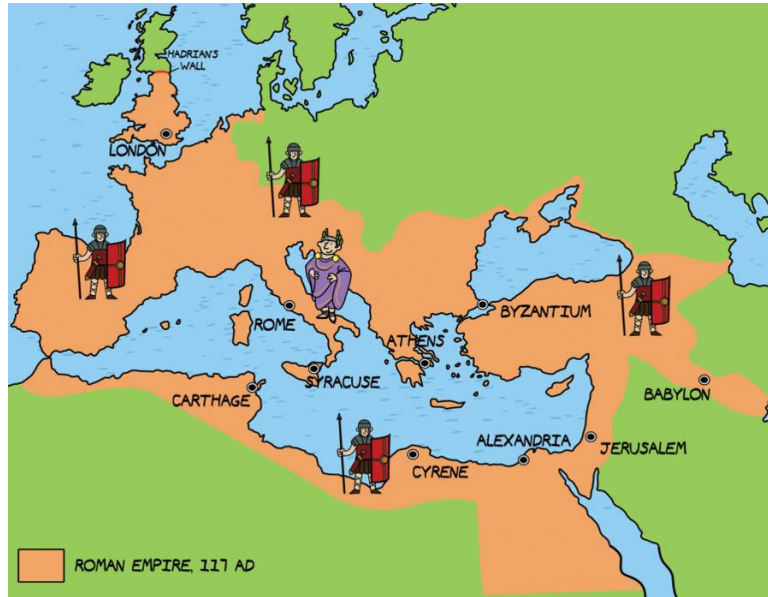 HADRIAN'S
WALL
LONDON
ROME
BYZANTIUM
ATHENS
SYRACUSE
CARTHAGE
BABYLON
ALEXANDRIA
JERUSALEM
CYRENE
ROMAN EMPIRE, 117 AD